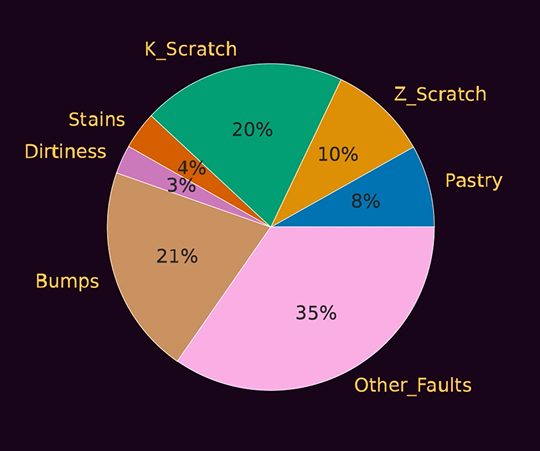 K_Scratch
Z_Scratch
Stains
20%
Dirtiness
10%
4%
3%
Pastry
8%
21%
Bumps
35%
Other_Faults